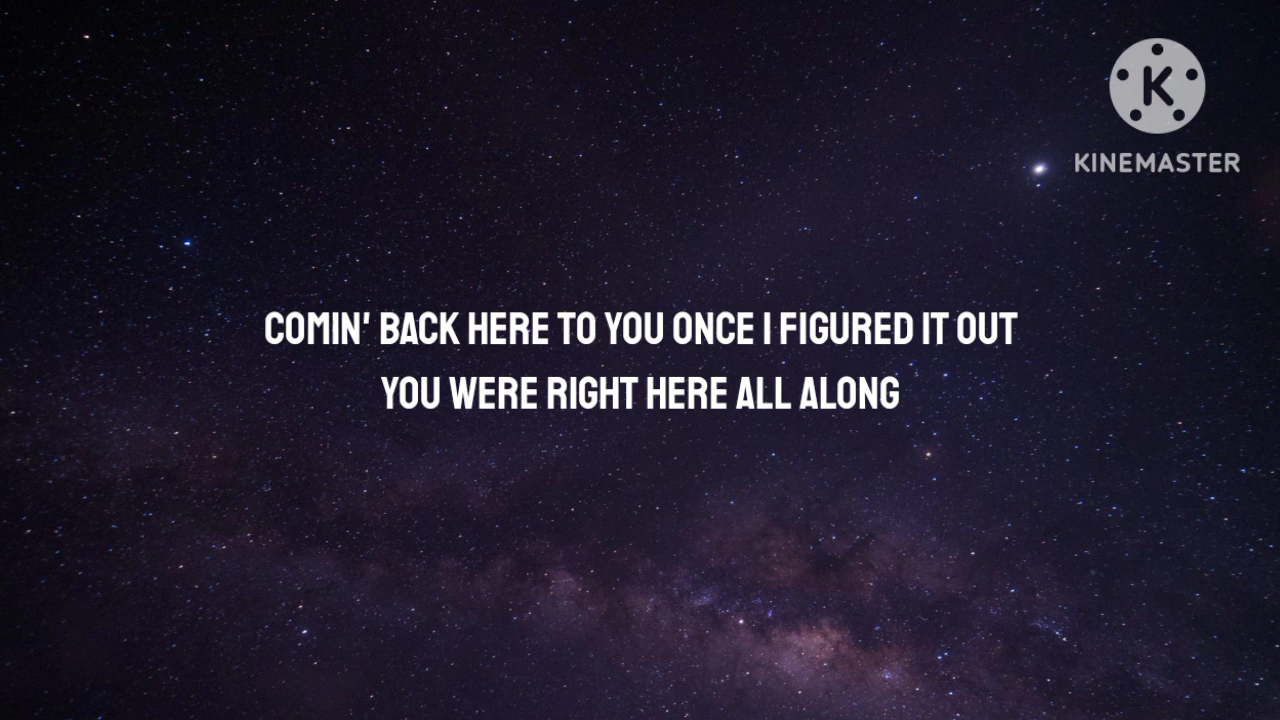 K
KINEMASTER
COMIN' BACK HERE TO YOU ONCE I FIGURED IT OUT
YOU WERE RIGHT HERE ALL ALONG